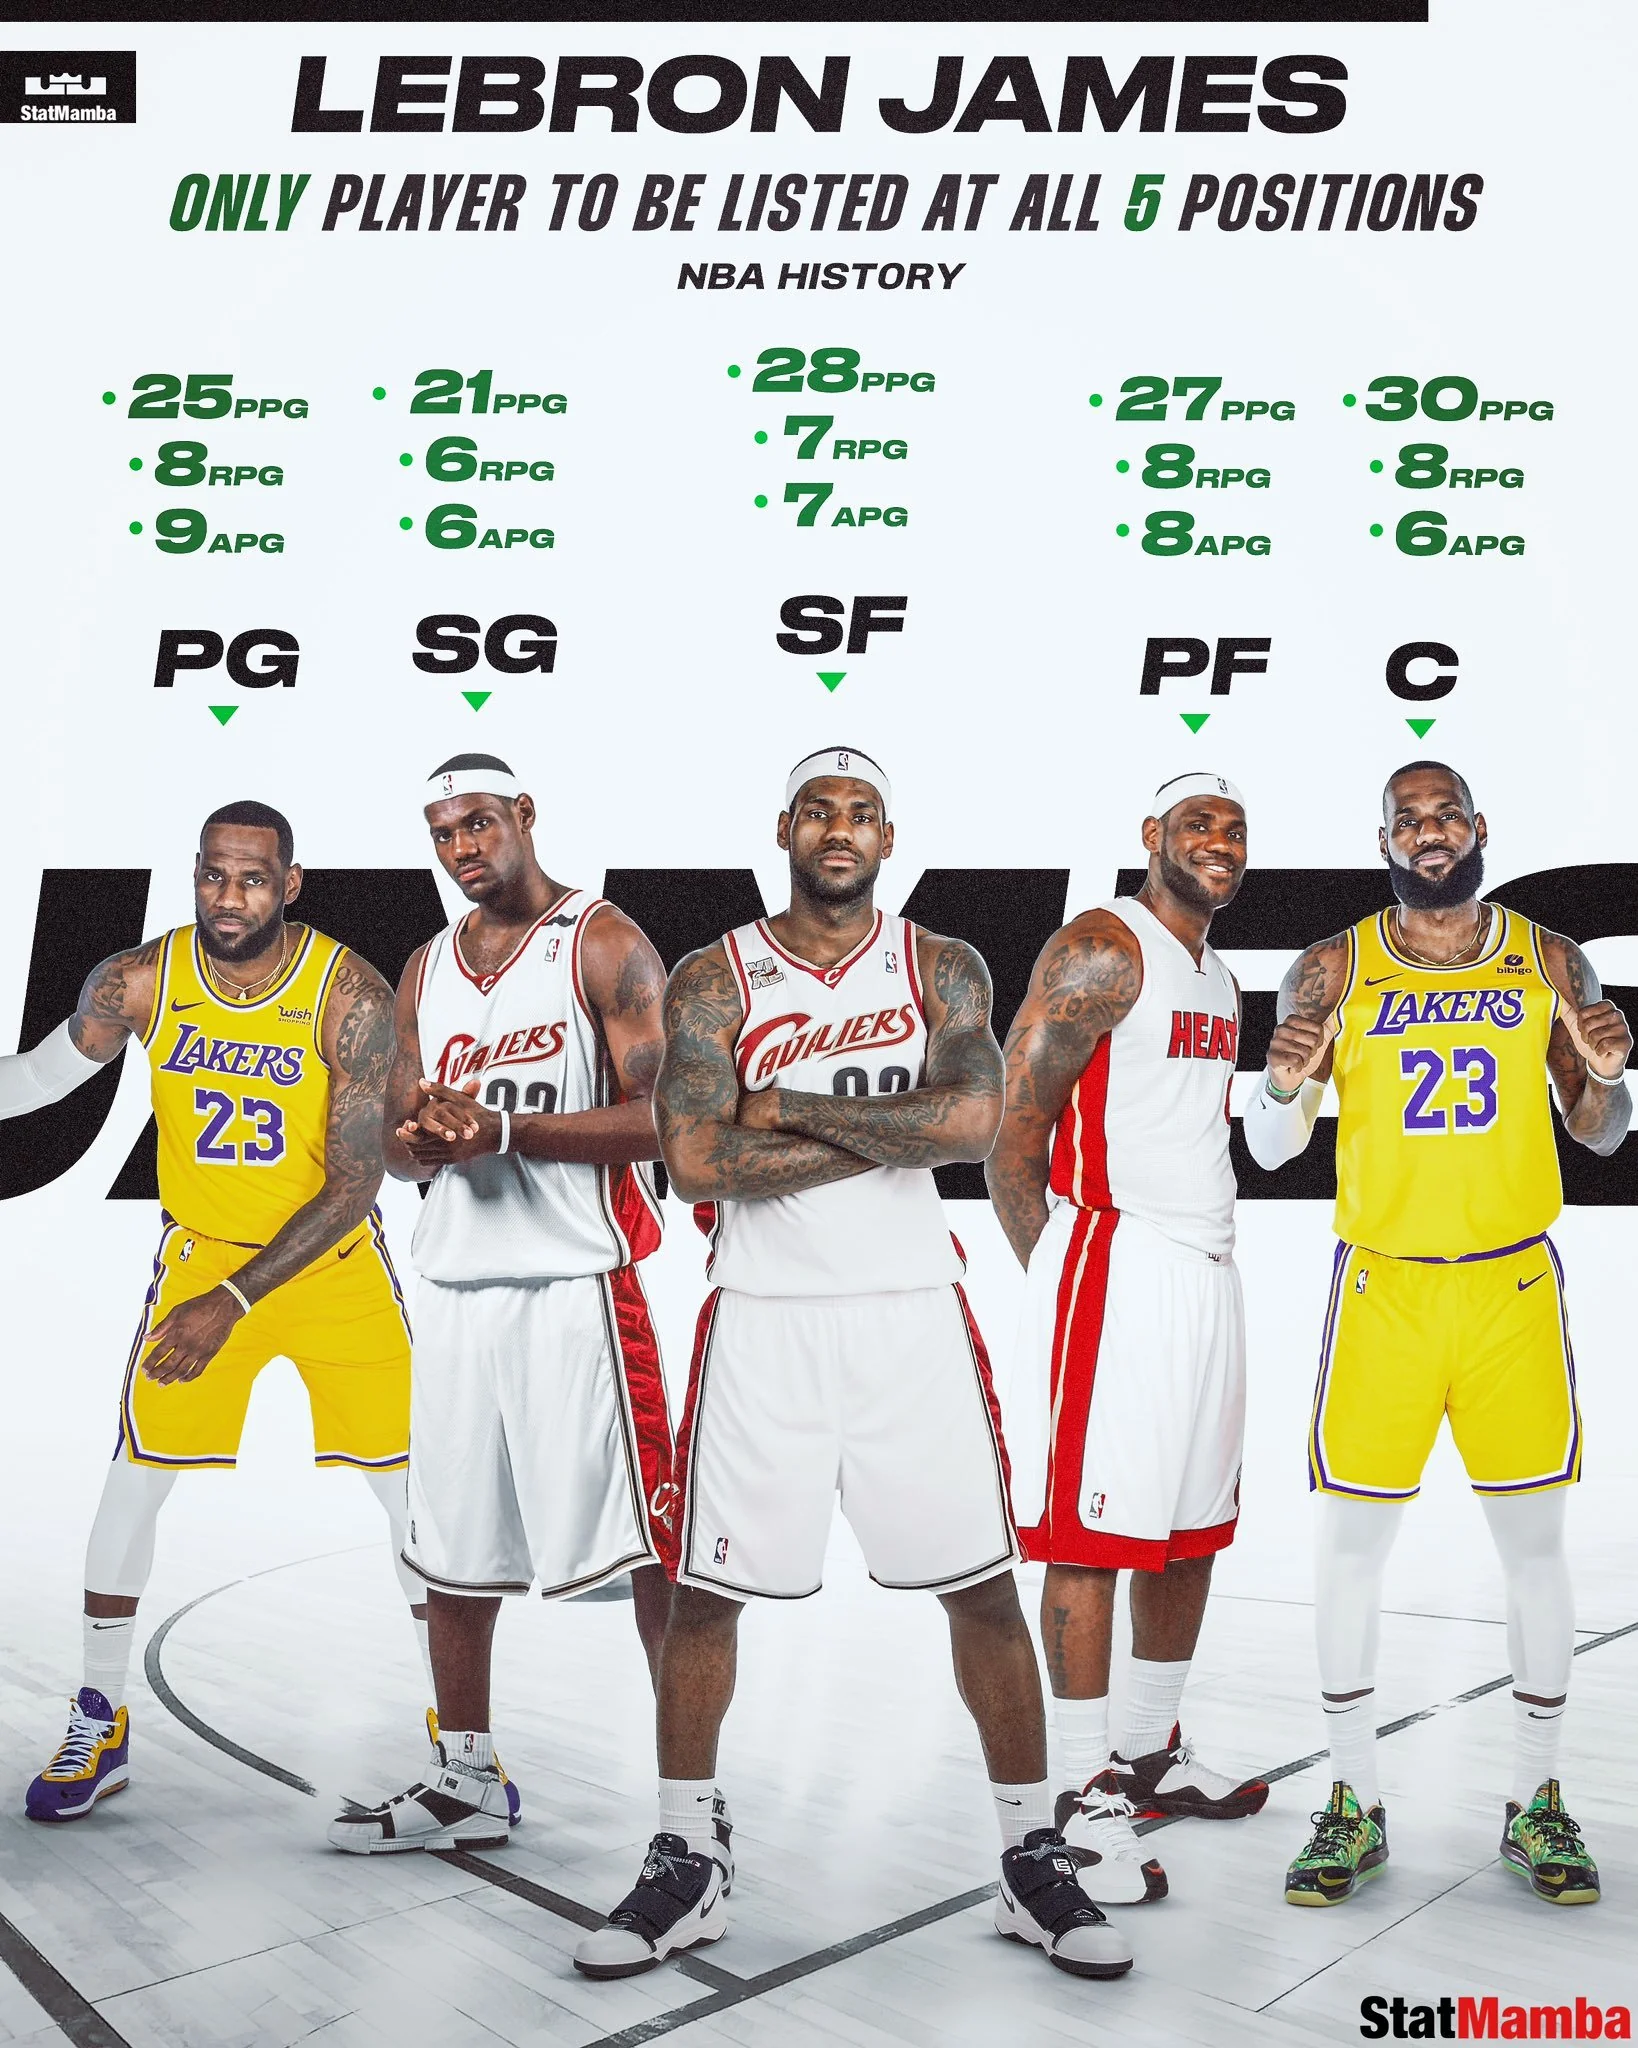 StatMamba
LEBRON JAMES
ONLY PLAYER TO BE LISTED AT ALL 5 POSITIONS
NBA HISTORY
25PPG
8RPG
9APG
PG
21PPG
6RPG
6APG
SG
28PPG
7RPG
7APG
SF
27PPG
8RPG
8APG
PF
30PPG
8RPG
6APG
C
JAMES
wish
SHOPPING
LAKERS
23
CAVALIERS
HEAT
bibigo
LAKERS
23
StatMamba